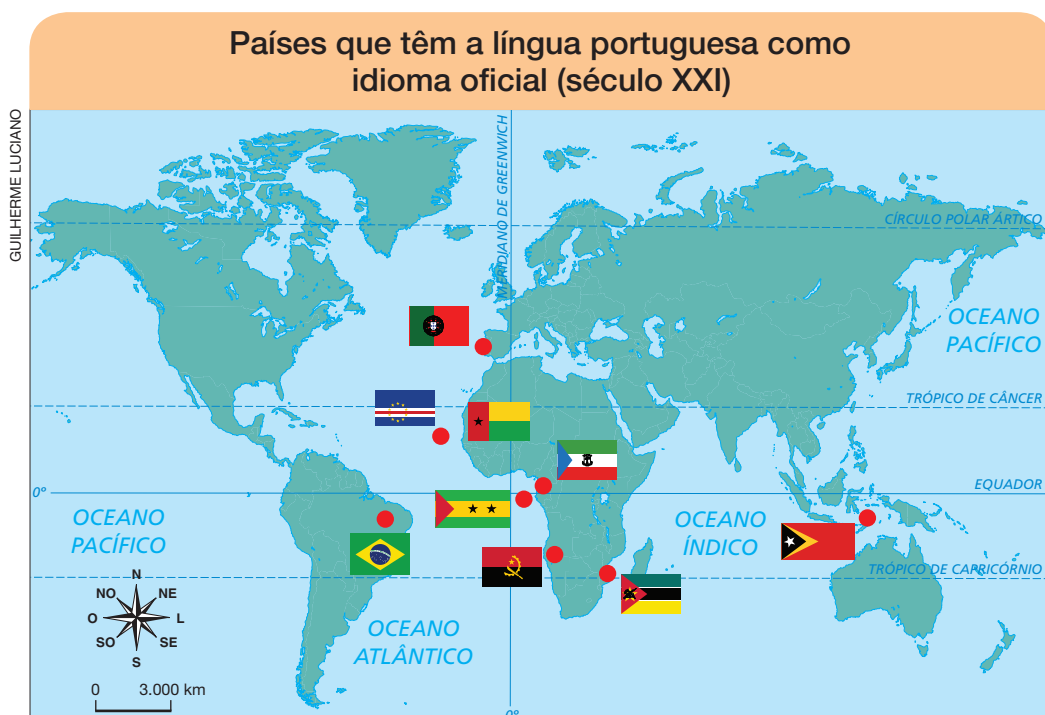 Países que têm a língua portuguesa como
idioma oficial (século XXI)
GUILHERME LUCIANO
MERIDIANO DE GREENWICH
CÍRCULO POLAR ÁRTICO
OCEANO
PACÍFICO
TRÓPICO DE CÂNCER
0°
EQUADOR
OCEANO
PACÍFICO
OCEANO
ÍNDICO
TRÓPICO DE CAPRICÓRNIO
OCEANO
ATLÂNTICO
N
NO NE
O L
SO SE
S
0 3.000 km
0°